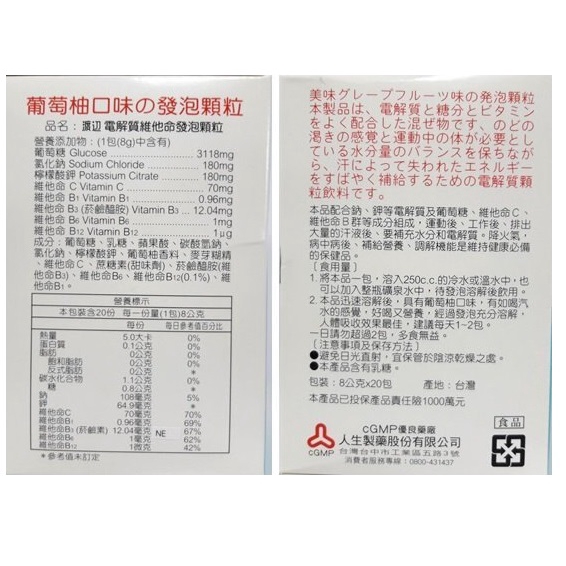 葡萄柚口味の發泡顆粒
品名：渡辺 電解質維他命發泡顆粒
營養添加物：(1包(8g)中含有)
葡萄糖 Glucose 3118mg
氯化鈉 Sodium Chloride 180mg
檸檬酸鉀 Potassium Citrate 180mg
維他命 C Vitamin C 70mg
維他命 B1 Vitamin B1 0.96mg
維他命 B3 (菸鹼醯胺) Vitamin B3 12.04mg
維他命 B6 Vitamin B6 1mg
維他命 B12 Vitamin B12 1μg
成分：葡萄糖、乳糖、蘋果酸、碳酸氫鈉、
氯化鈉、檸檬酸鉀、葡萄柚香料、麥芽糊精
、維他命C、蔗糖素(甜味劑)、菸鹼醯胺(維
他命B3)、維他命B6、維他命B12(0.1%)、維
他命B1。
營養標示
本包裝含20份 每一份量(1包)8公克
每份 每日參考值百分比
熱量 5.0大卡 0%
蛋白質 0.1公克 0%
脂肪 0公克 0%
飽和脂肪 0公克 0%
反式脂肪 0公克 *
碳水化合物 1.1公克 0%
糖 0.8公克 *
鈉 108毫克 5%
鉀 64.9毫克 *
維他命C 70毫克 70%
維他命B1 0.96毫克 69%
維他命B3 (菸鹼素) 12.04毫克 NE 67%
維他命B6 1毫克 62%
維他命B12 1微克 42%
*參考值未訂定
美味グレープフルーツ味の発泡顆粒
本製品は、電解質と糖分とビタミン
をよく配合した混ぜ物です、のどの
渇きの感覚と運動中の体が必要とし
ている水分量のバランスを保ちなが
ら、汗によって失われたエネルギー
をすばやく補給するための電解質顆
粒飲料です。
本品配合鈉、鉀等電解質及葡萄糖、維他命C、
維他命B群等成分組成，運動後、工作後、排出
大量的汗液後、要補充水分和電解質。降火氣，
病中病後、補給營養、調解機能是維持健康必備
的保健品。
〔食用量〕
1.將本品一包，溶入250c.c.的冷水或溫水中，也
可以加入整瓶礦泉水中，待發泡溶解後飲用。
2.本品迅速溶解後，具有葡萄柚口味，有如喝汽
水的感覺，好喝又營養，經過發泡充分溶解，
人體吸收效果最佳，建議每天1~2包。
一日請勿超過2包，多食無益。
〔注意事項及保存方法〕
●避免日光直射，宜保管於陰涼乾燥之處。
●本產品含有乳糖。
包裝：8公克×20包 產地：台灣
本產品已投保產品責任險1000萬元
食品
cGMP
cGMP優良藥廠
人生製藥股份有限公司
台灣台中市工業區五路3號
消費者服務專線：0800-431437